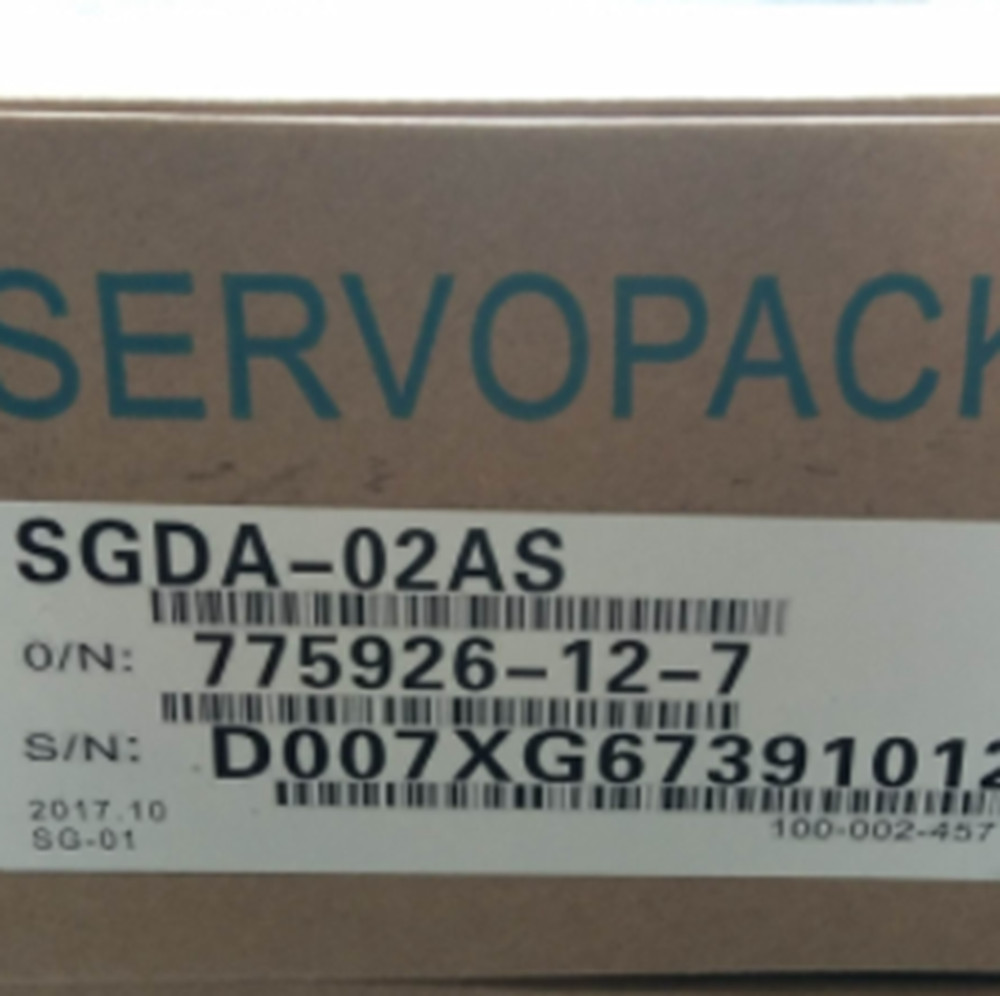 SERVOPACK
SGDA-02AS
O/N: 775926-12-7
S/N: D007XG67391012
2017.10
SG-01
100-002-457